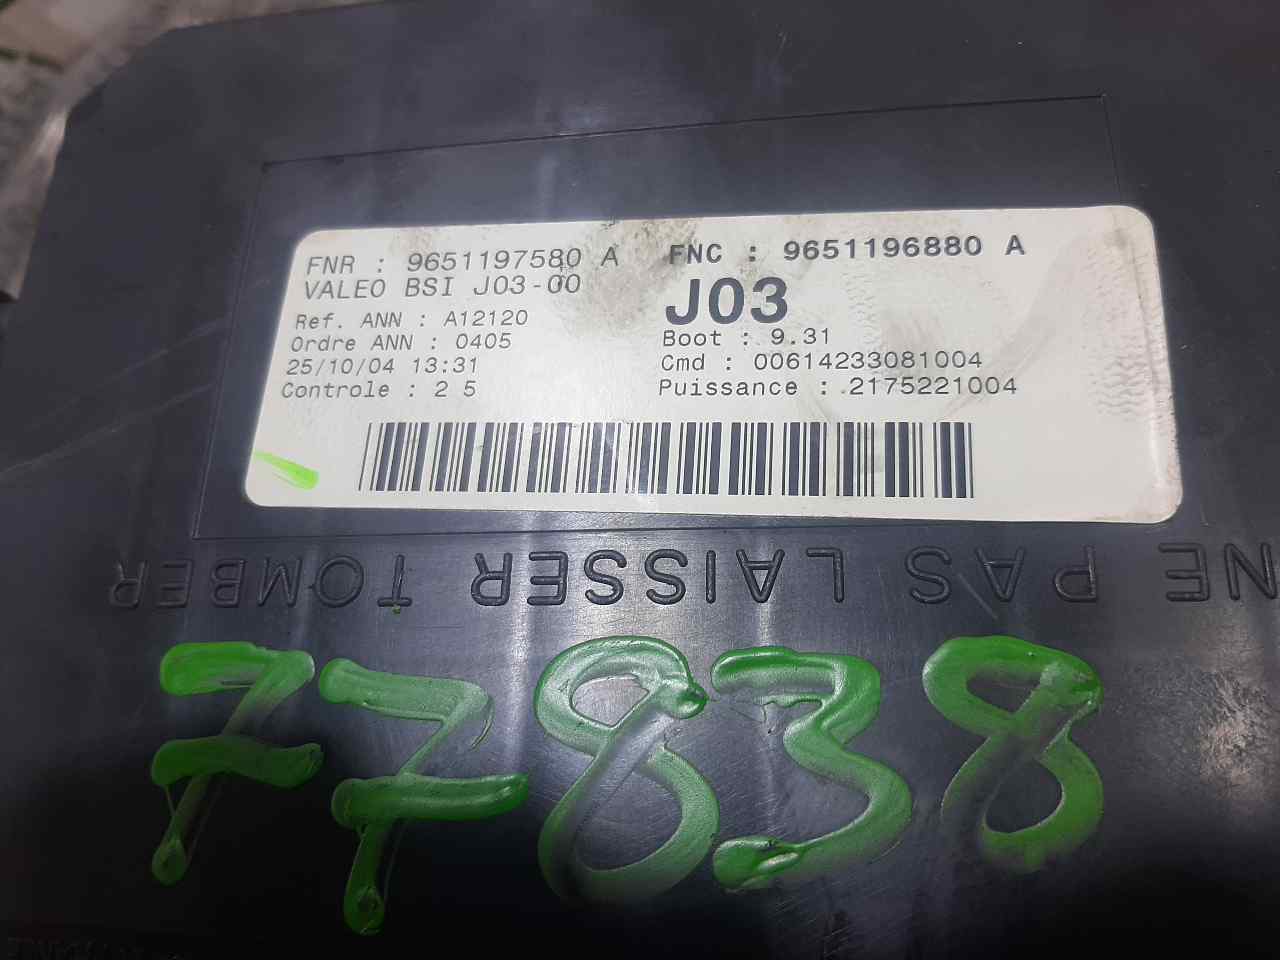 FNR : 9651197580 A FNC : 9651196880 A
VALEO BSI J03-00 J03
Ref. ANN : A12120 Boot : 9.31
Ordre ANN : 0405 Cmd : 00614233081004
25/10/04 13:31 Puissance : 2175221004
Controle : 2 5
NE PAS LAISSER TOMBER
77838